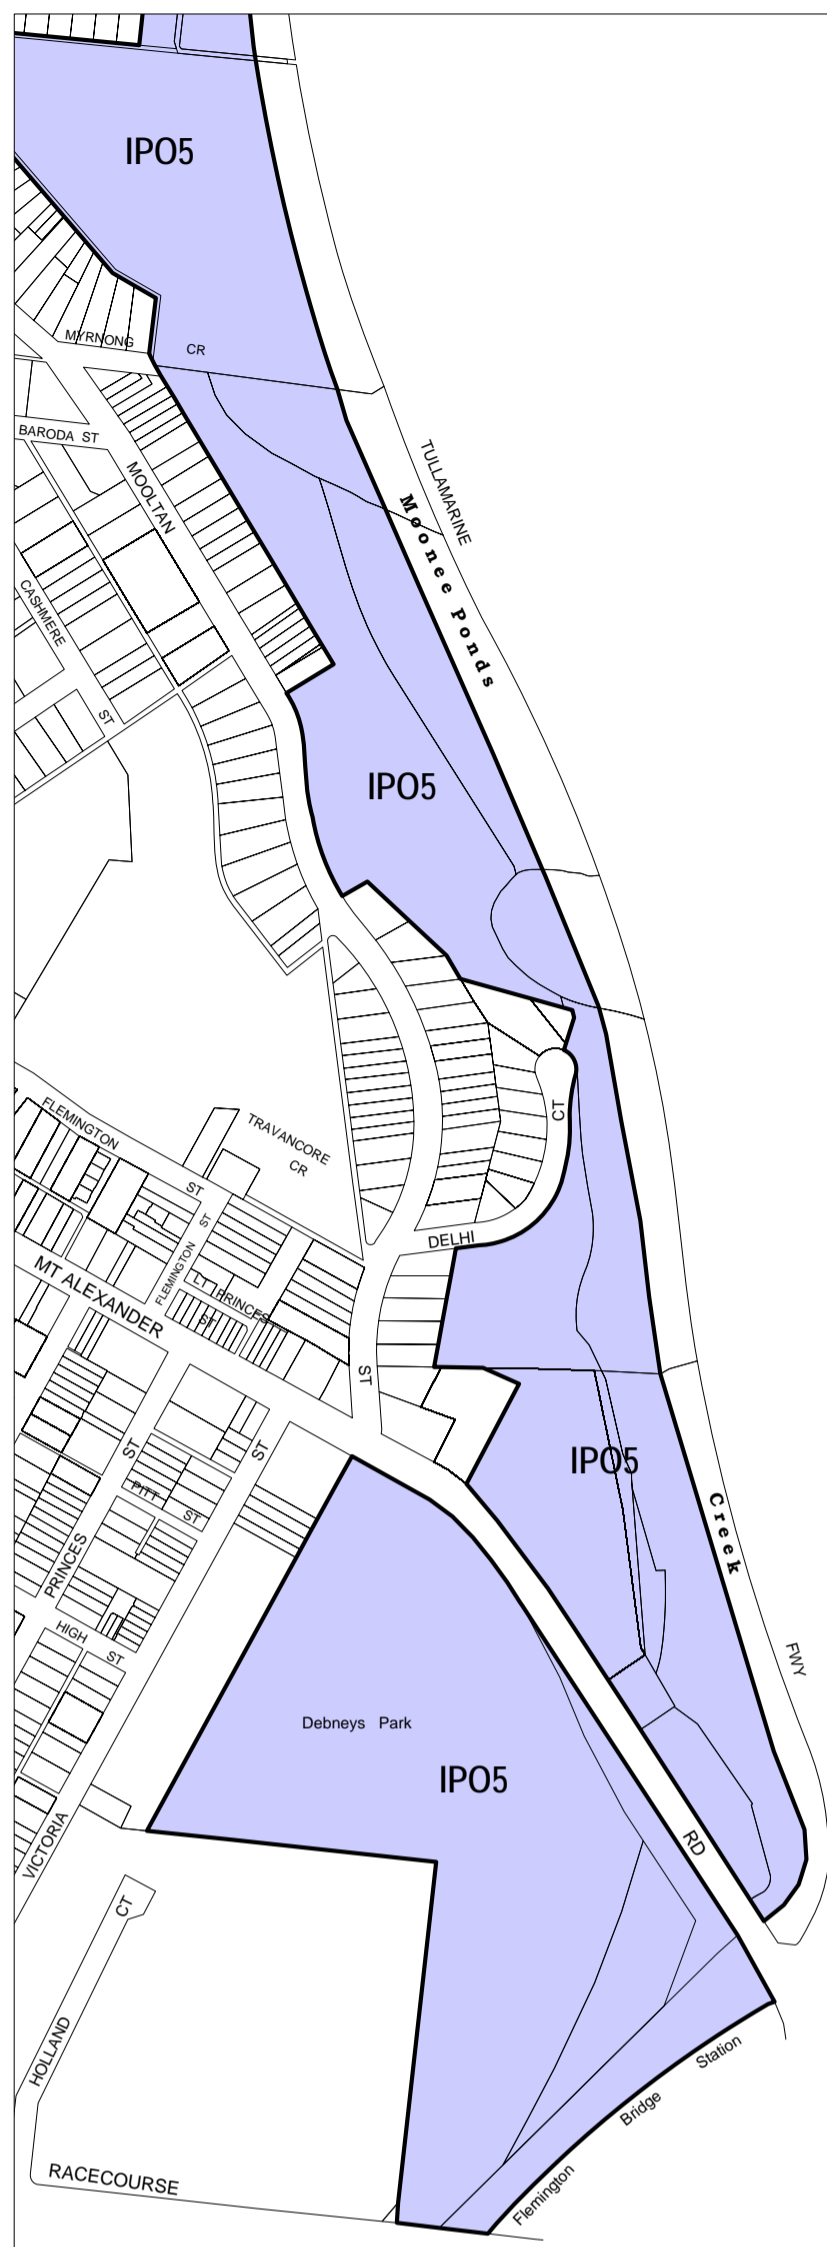 IPO5
MYRNONG CR
BARODA ST
MOOLTAN
TULLAMARINE
Moonee Ponds
CASHMERE
ST
IPO5
FLEMINGTON
ST
TRAVANCORE
CR
CT
DELHI
FLEMINGTON ST
LT PRINCES
ST
MT ALEXANDER
ST
IPO5
ST
ST
PITT ST
PRINCES
Creek
HIGH ST
FWY
Debneys Park
IPO5
VICTORIA
RD
CT
HOLLAND
Flemington Bridge Station
RACECOURSE